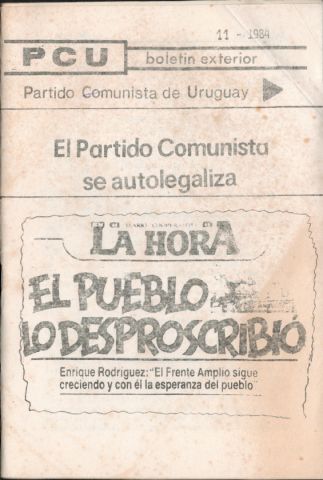 11 - 1984
PCU boletin exterior
Partido Comunista de Uruguay
El Partido Comunista
se autolegaliza
LA HORA
EL PUEBLO
LO DESPROSCRIBIÓ
Enrique Rodríguez: "El Frente Amplio sigue
creciendo y con él la esperanza del pueblo"